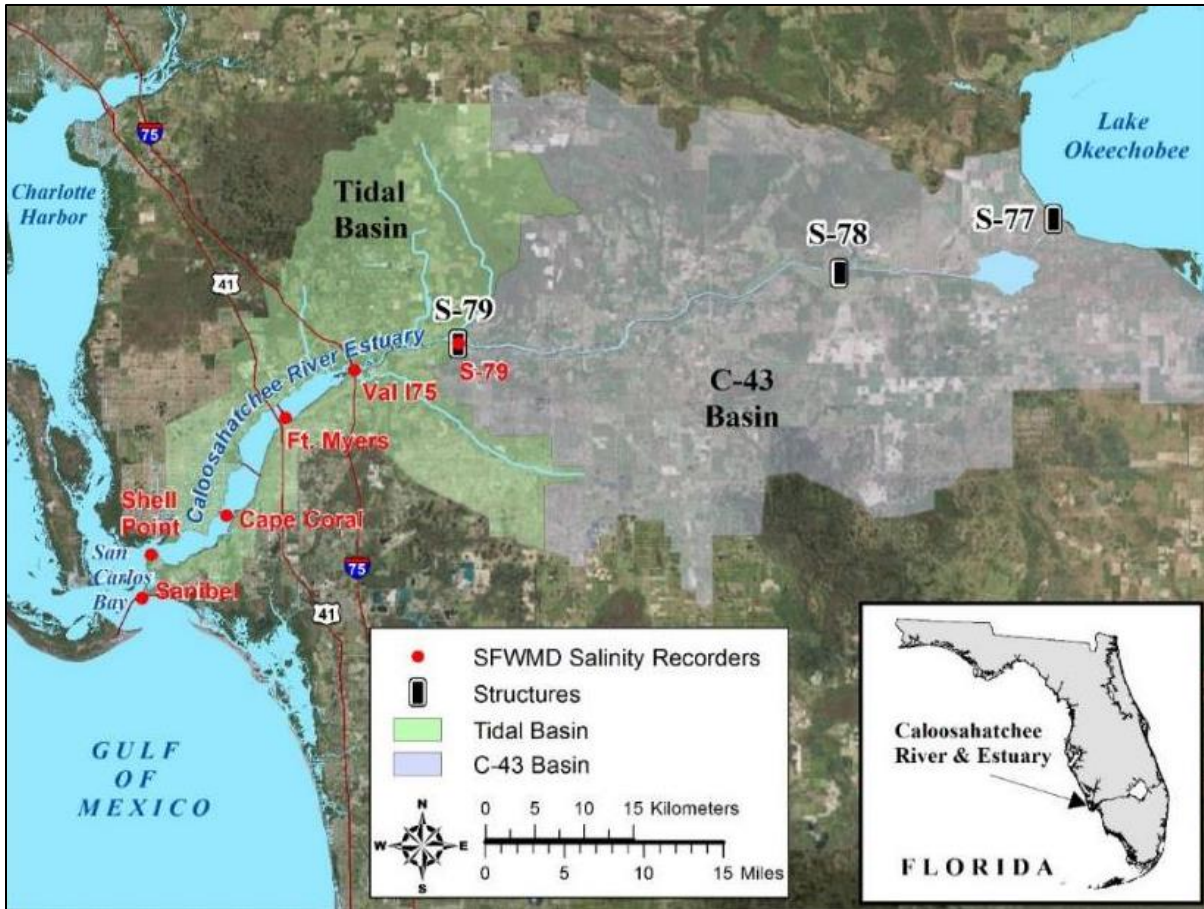 Lake
Okeechobee
75
Charlotte
Harbor
Tidal
Basin
S-77
S-78
41
S-79
S-79
Val I75
Caloosahatchee River Estuary
C-43
Basin
Ft. Myers
Shell
Point
Cape Coral
San
Carlos
Bay
Sanibel
75
41
GULF
OF
MEXICO
SFWMD Salinity Recorders
Structures
Tidal Basin
C-43 Basin
N
W E
S
0 5 10 15 Kilometers
0 5 10 15 Miles
Caloosahatchee
River & Estuary
FLORIDA